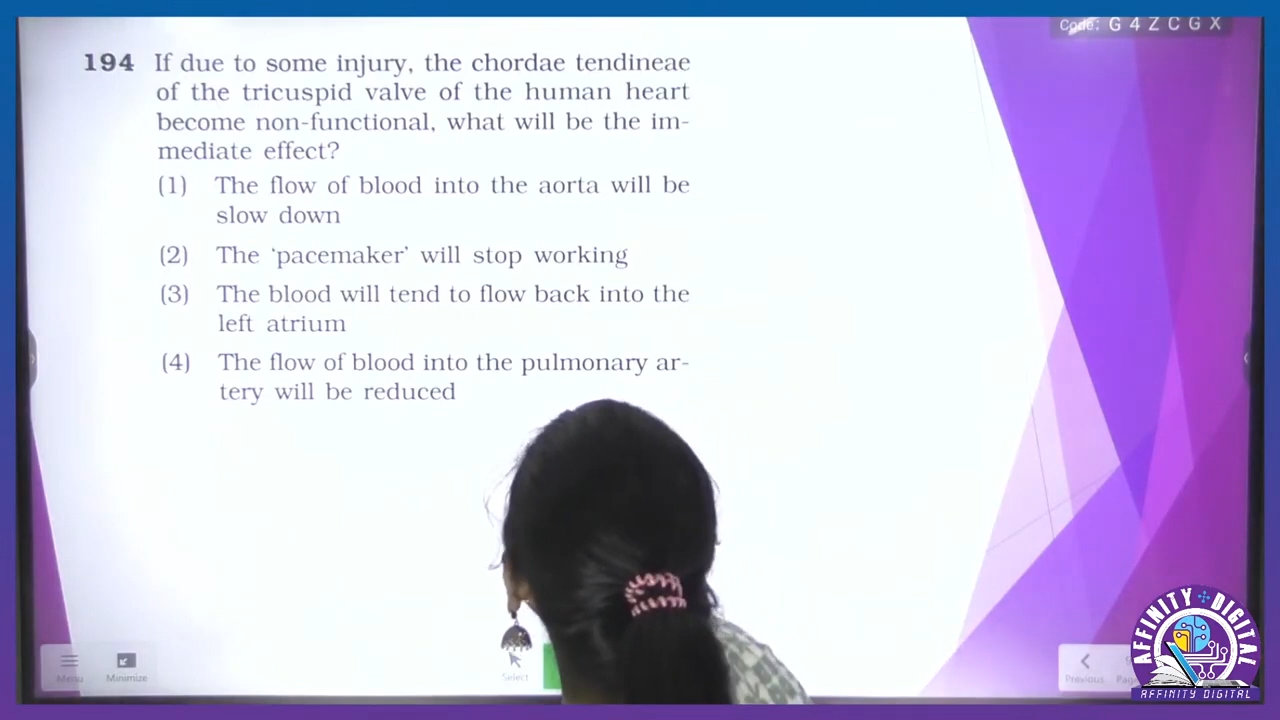 Code: G 4 Z C G X
194 If due to some injury, the chordae tendineae
of the tricuspid valve of the human heart
become non-functional, what will be the im-
mediate effect?
(1) The flow of blood into the aorta will be
slow down
(2) The ‘pacemaker’ will stop working
(3) The blood will tend to flow back into the
left atrium
(4) The flow of blood into the pulmonary ar-
tery will be reduced
Menu Minimize Select Previous
AFFINITY DIGITAL
AFFINITY DIGITAL